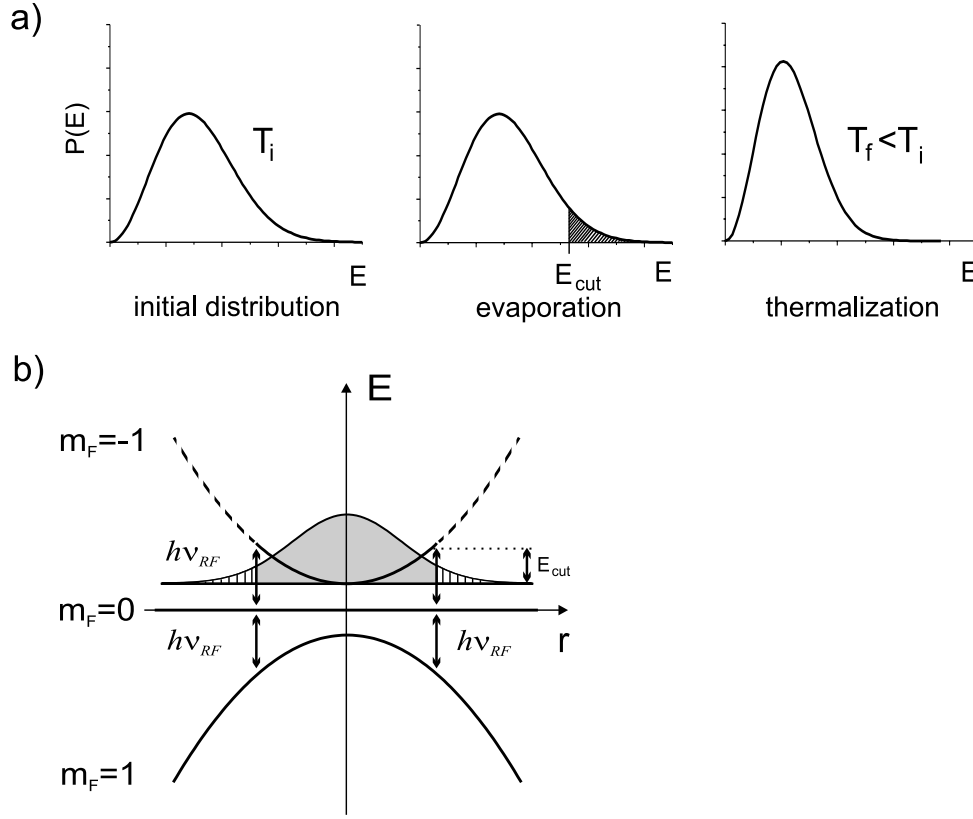 a)
P(E)
T_i
E
initial distribution
E_cut
E
evaporation
T_f<T_i
E
thermalization
b)
E
m_F=-1
hν_RF
E_cut
m_F=0
r
hν_RF
hν_RF
m_F=1